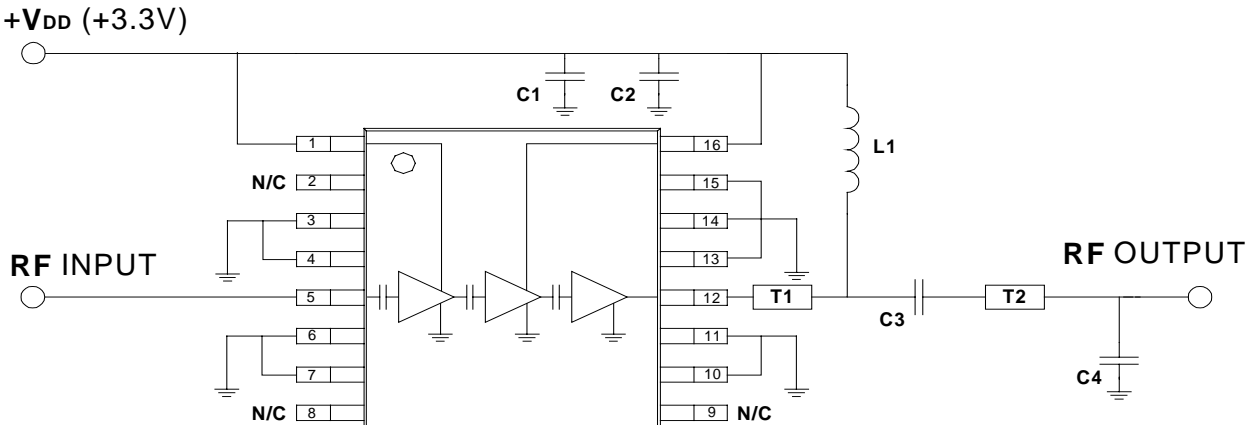 +VDD (+3.3V)
C1
C2
L1
1
16
N/C 2
15
3
14
4
13
RF INPUT
RF OUTPUT
5
12
T1
C3
T2
6
11
7
10
C4
N/C 8
9 N/C